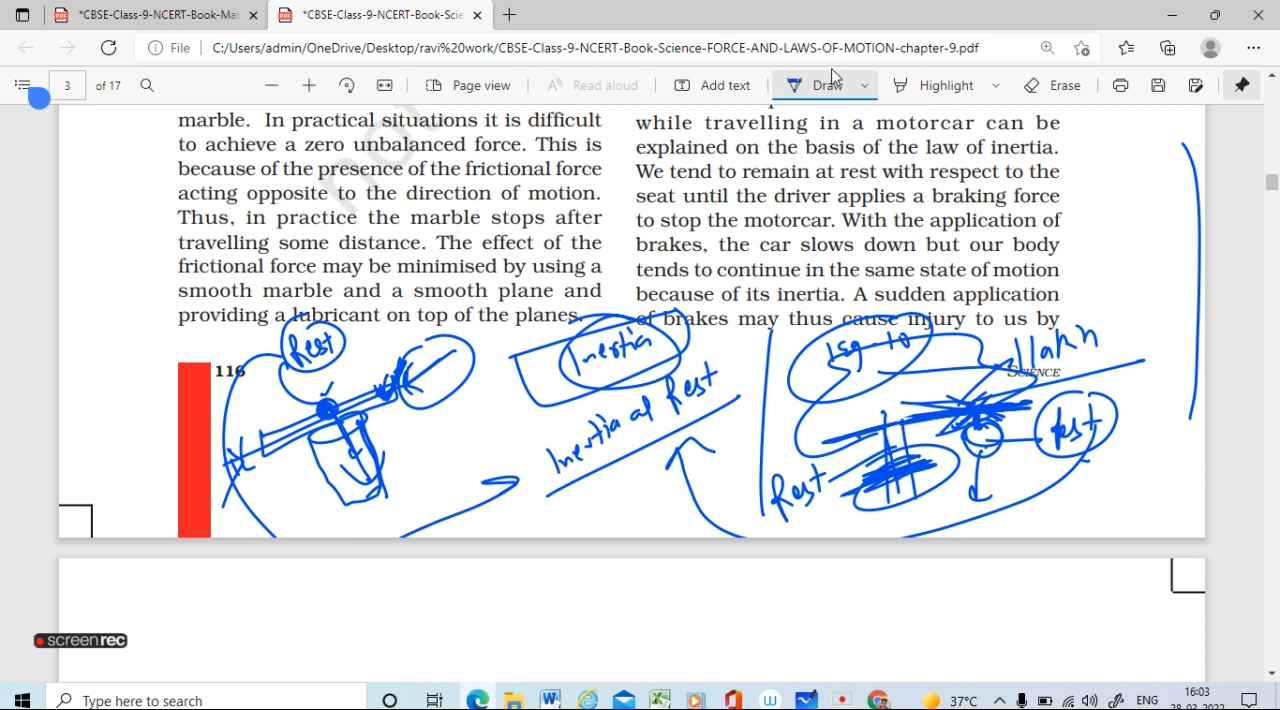 *CBSE-Class-9-NCERT-Book-Mat
*CBSE-Class-9-NCERT-Book-Scie
File C:/Users/admin/OneDrive/Desktop/ravi%20work/CBSE-Class-9-NCERT-Book-Science-FORCE-AND-LAWS-OF-MOTION-chapter-9.pdf
3 of 17 Page view Read aloud Add text Draw Highlight Erase
marble. In practical situations it is difficult
to achieve a zero unbalanced force. This is
because of the presence of the frictional force
acting opposite to the direction of motion.
Thus, in practice the marble stops after
travelling some distance. The effect of the
frictional force may be minimised by using a
smooth marble and a smooth plane and
providing a lubricant on top of the planes.
while travelling in a motorcar can be
explained on the basis of the law of inertia.
We tend to remain at rest with respect to the
seat until the driver applies a braking force
to stop the motorcar. With the application of
brakes, the car slows down but our body
tends to continue in the same state of motion
because of its inertia. A sudden application
of brakes may thus cause injury to us by
not
Rest
116
Inertia
Inertia of Rest
SCIENCE
Rest
Rest
screenrec
Type here to search
37°C
ENG
16:03
28-03-2022